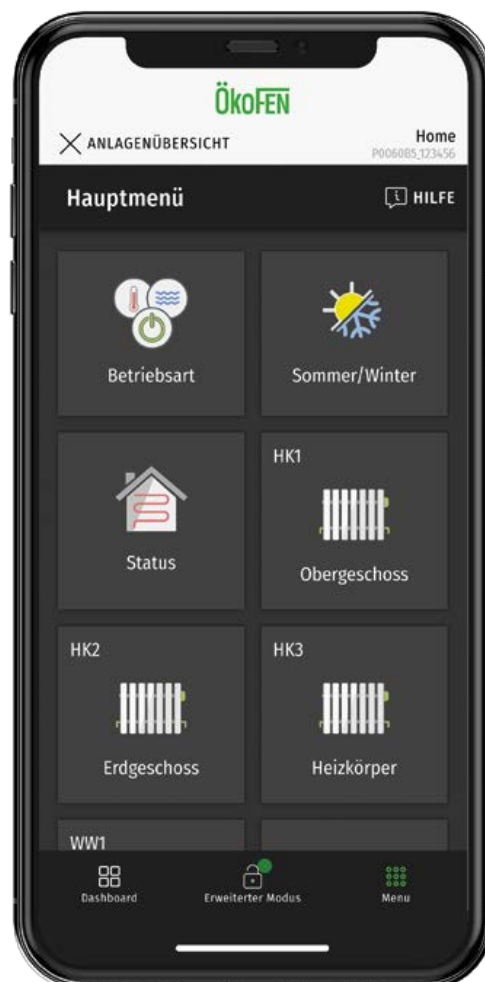 ÖkoFEN
ANLAGENÜBERSICHT
Home
P0060B5_123456
Hauptmenü
HILFE
Betriebsart
Sommer/Winter
Status
HK1
Obergeschoss
HK2
Erdgeschoss
HK3
Heizkörper
WW1
Dashboard
Erweiterter Modus
Menu